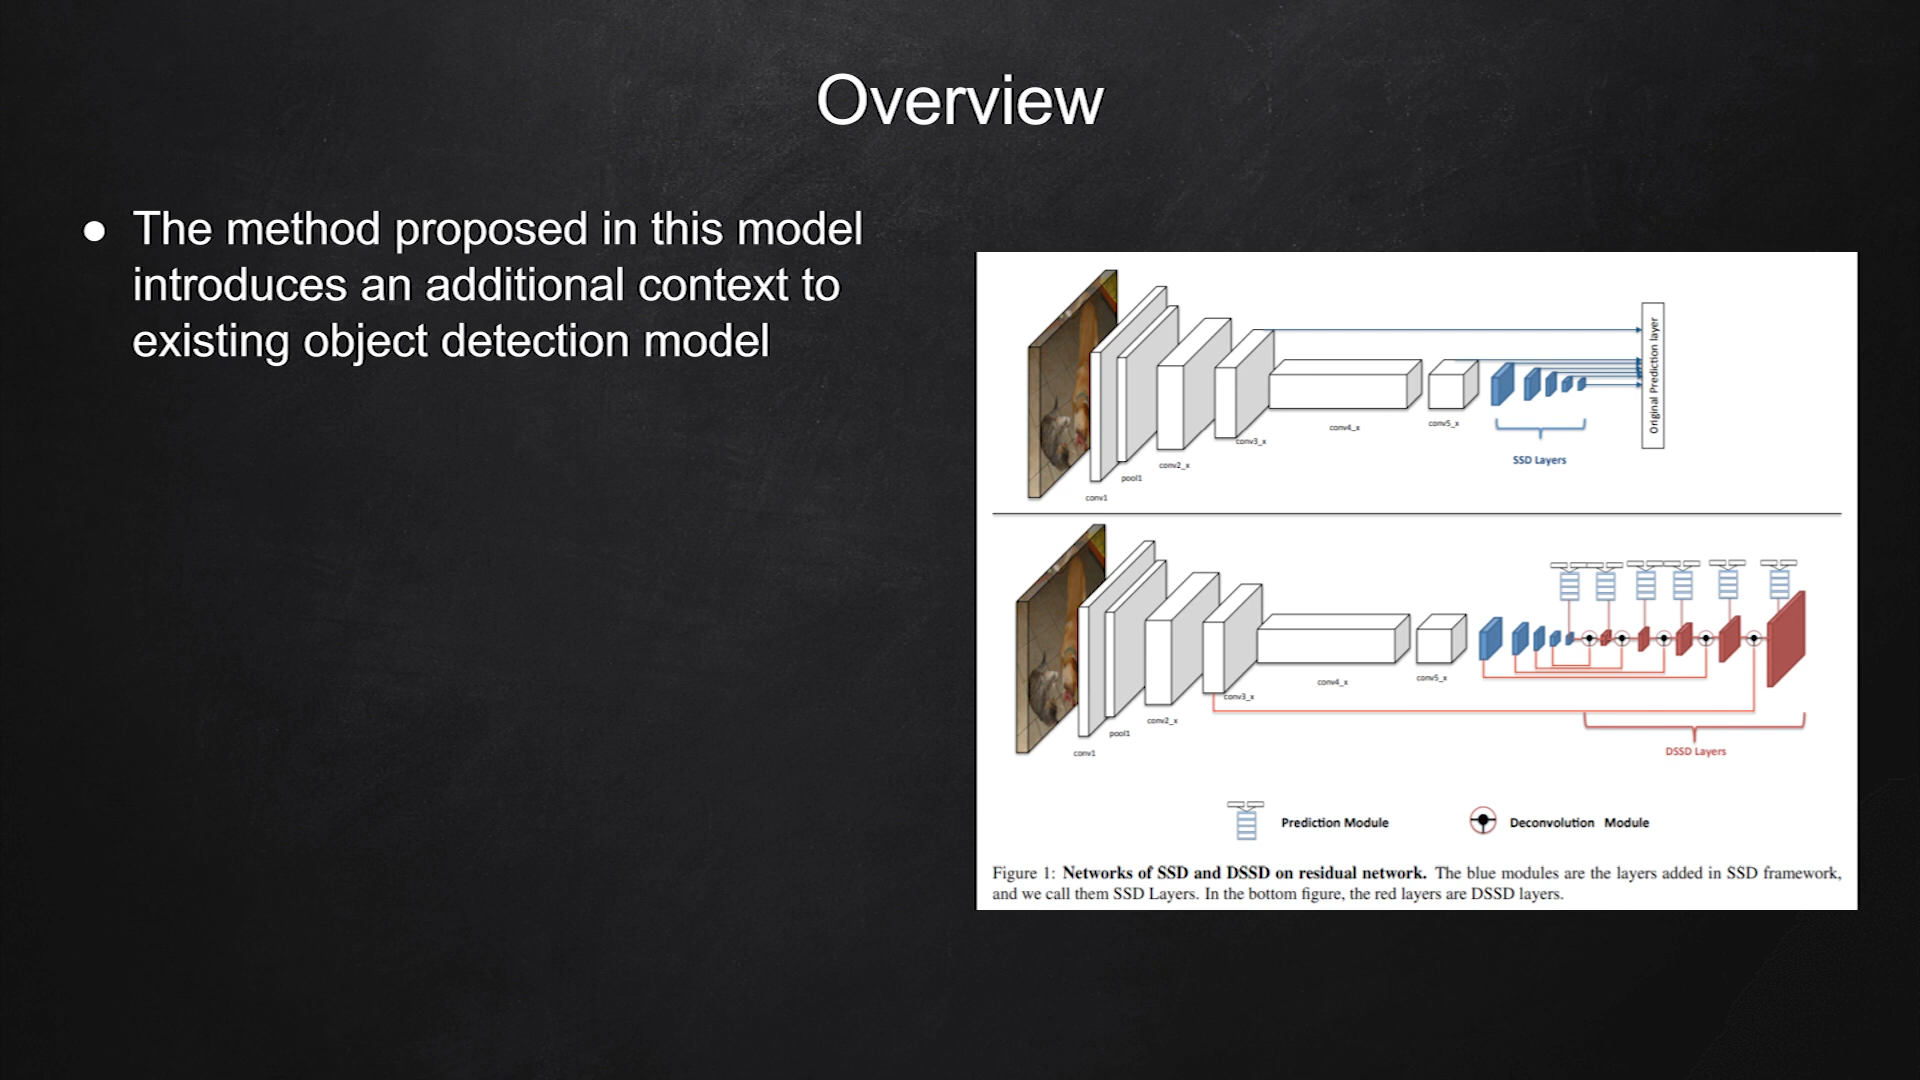 Overview
● The method proposed in this model
introduces an additional context to
existing object detection model
Original Prediction layer
conv4_x
conv5_x
conv3_x
SSD Layers
conv2_x
pool1
conv1
conv4_x
conv5_x
conv3_x
conv2_x
pool1
conv1
DSSD Layers
Prediction Module
Deconvolution Module
Figure 1: Networks of SSD and DSSD on residual network. The blue modules are the layers added in SSD framework,
and we call them SSD Layers. In the bottom figure, the red layers are DSSD layers.